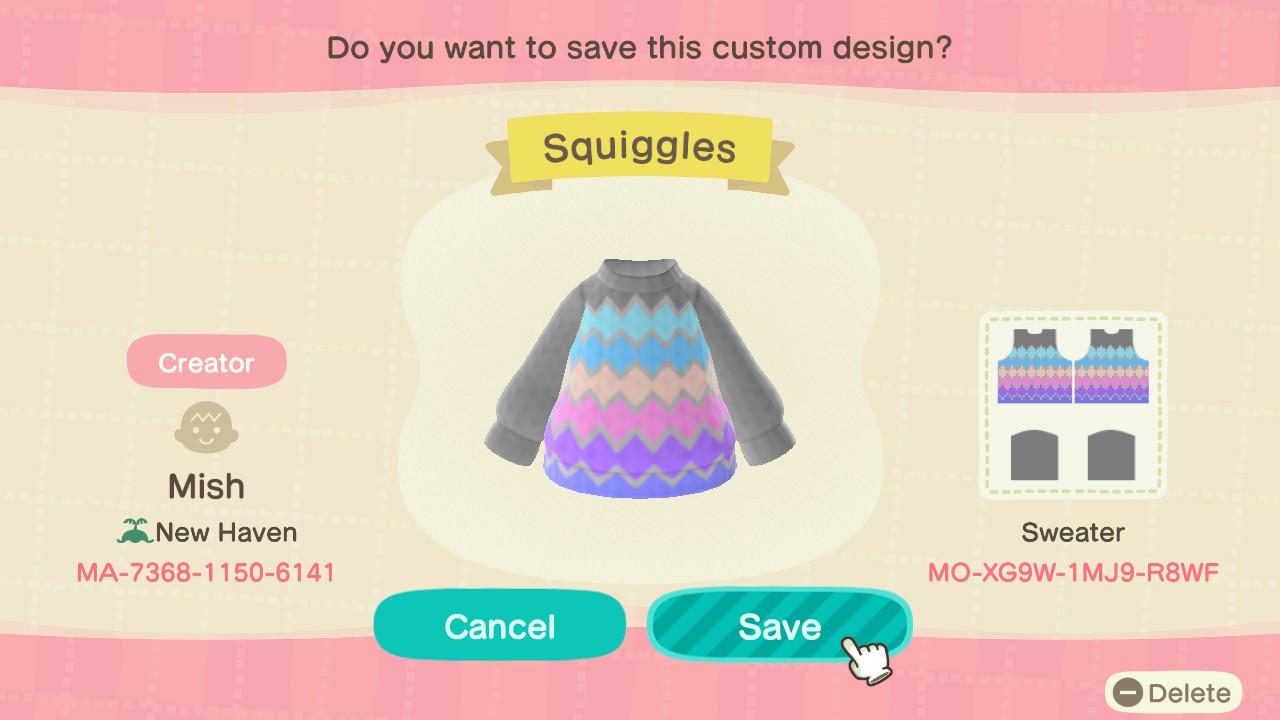 Do you want to save this custom design?
Squiggles
Creator
Mish
New Haven
MA-7368-1150-6141
Sweater
MO-XG9W-1MJ9-R8WF
Cancel
Save
Delete